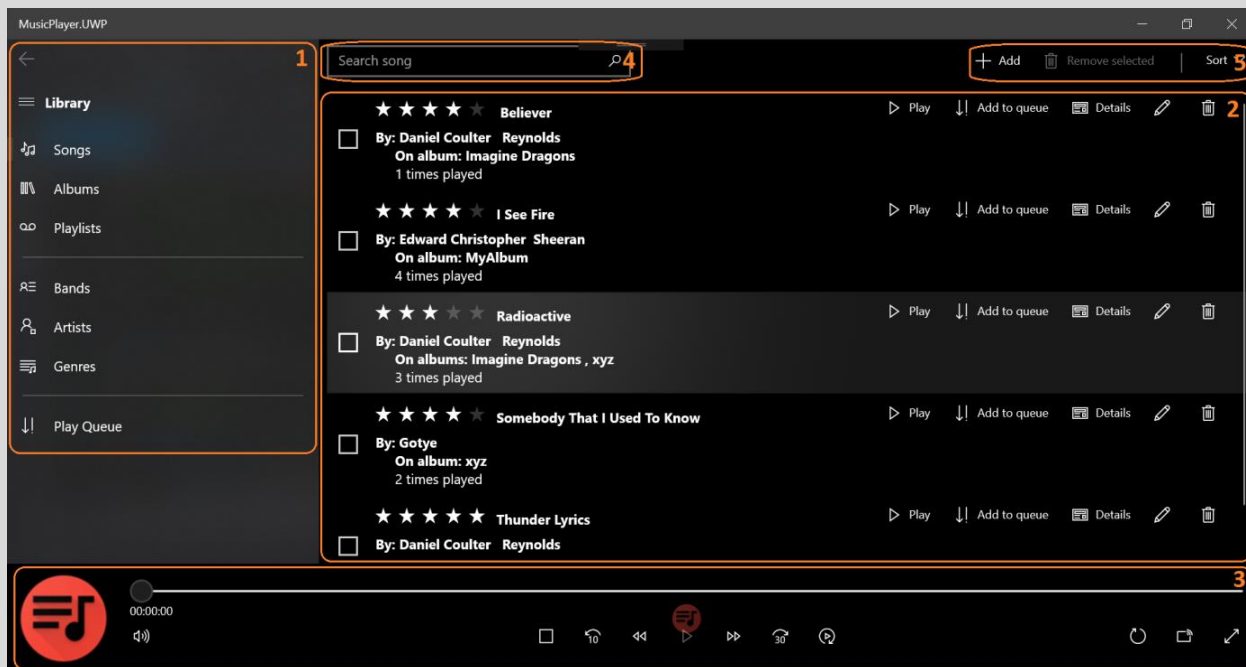 MusicPlayer.UWP
1
Library
Songs
Albums
Playlists
Bands
Artists
Genres
Play Queue
Search song 4
Add Remove selected | Sort 5
2
Believer Play Add to queue Details
By: Daniel Coulter Reynolds
On album: Imagine Dragons
1 times played
I See Fire Play Add to queue Details
By: Edward Christopher Sheeran
On album: MyAlbum
4 times played
Radioactive Play Add to queue Details
By: Daniel Coulter Reynolds
On albums: Imagine Dragons , xyz
3 times played
Somebody That I Used To Know Play Add to queue Details
By: Gotye
On album: xyz
2 times played
Thunder Lyrics Play Add to queue Details
By: Daniel Coulter Reynolds
3
00:00:00
10 30